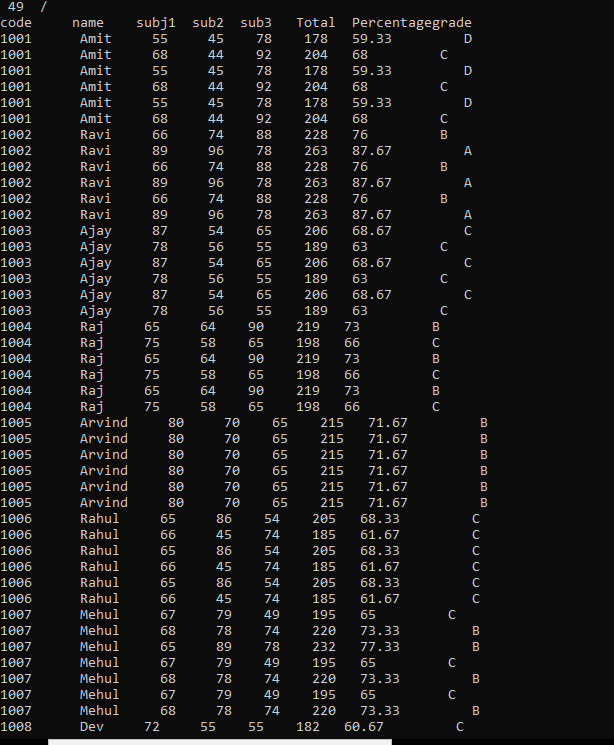 49  /
code     name    subj1  sub2  sub3   Total  Percentagegrade
1001      Amit     55     45    78    178   59.33         D
1001      Amit     68     44    92    204   68         C
1001      Amit     55     45    78    178   59.33         D
1001      Amit     68     44    92    204   68         C
1001      Amit     55     45    78    178   59.33         D
1001      Amit     68     44    92    204   68         C
1002      Ravi     66     74    88    228   76         B
1002      Ravi     89     96    78    263   87.67         A
1002      Ravi     66     74    88    228   76         B
1002      Ravi     89     96    78    263   87.67         A
1002      Ravi     66     74    88    228   76         B
1002      Ravi     89     96    78    263   87.67         A
1003      Ajay     87     54    65    206   68.67         C
1003      Ajay     78     56    55    189   63         C
1003      Ajay     87     54    65    206   68.67         C
1003      Ajay     78     56    55    189   63         C
1003      Ajay     87     54    65    206   68.67         C
1003      Ajay     78     56    55    189   63         C
1004      Raj     65     64    90    219   73         B
1004      Raj     75     58    65    198   66         C
1004      Raj     65     64    90    219   73         B
1004      Raj     75     58    65    198   66         C
1004      Raj     65     64    90    219   73         B
1004      Raj     75     58    65    198   66         C
1005      Arvind     80     70    65    215   71.67         B
1005      Arvind     80     70    65    215   71.67         B
1005      Arvind     80     70    65    215   71.67         B
1005      Arvind     80     70    65    215   71.67         B
1005      Arvind     80     70    65    215   71.67         B
1005      Arvind     80     70    65    215   71.67         B
1006      Rahul     65     86    54    205   68.33         C
1006      Rahul     66     45    74    185   61.67         C
1006      Rahul     65     86    54    205   68.33         C
1006      Rahul     66     45    74    185   61.67         C
1006      Rahul     65     86    54    205   68.33         C
1006      Rahul     66     45    74    185   61.67         C
1007      Mehul     67     79    49    195   65         C
1007      Mehul     68     78    74    220   73.33         B
1007      Mehul     65     89    78    232   77.33         B
1007      Mehul     67     79    49    195   65         C
1007      Mehul     68     78    74    220   73.33         B
1007      Mehul     67     79    49    195   65         C
1007      Mehul     68     78    74    220   73.33         B
1008      Dev     72     55    55    182   60.67         C